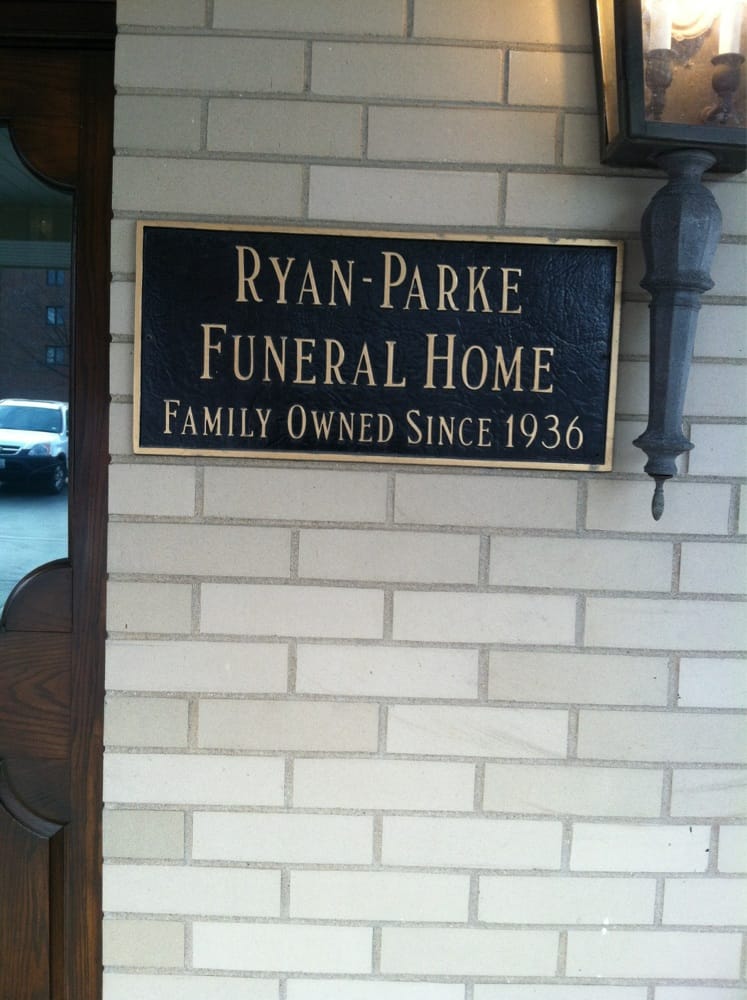 Ryan-Parke
Funeral Home
Family Owned Since 1936